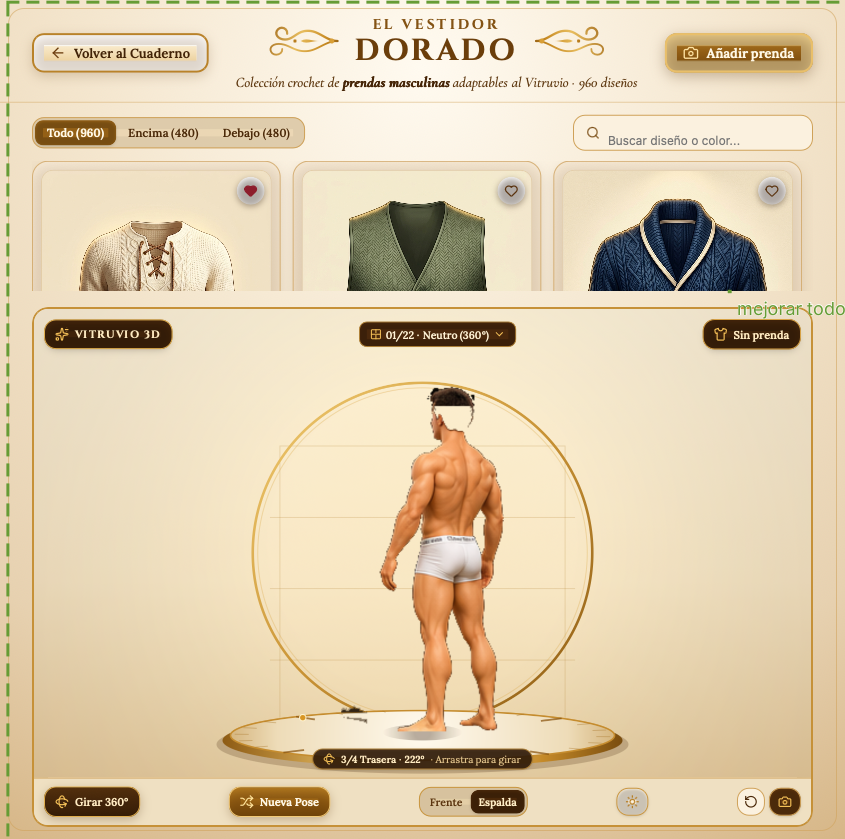 EL VESTIDOR
DORADO
Volver al Cuaderno
Añadir prenda
Colección crochet de prendas masculinas adaptables al Vitruvio · 960 diseños
Todo (960)
Encima (480)
Debajo (480)
Buscar diseño o color...
mejorar todo
VITRUVIO 3D
01/22 · Neutro (360°)
Sin prenda
3/4 Trasera · 222° · Arrastra para girar
Girar 360°
Nueva Pose
Frente
Espalda